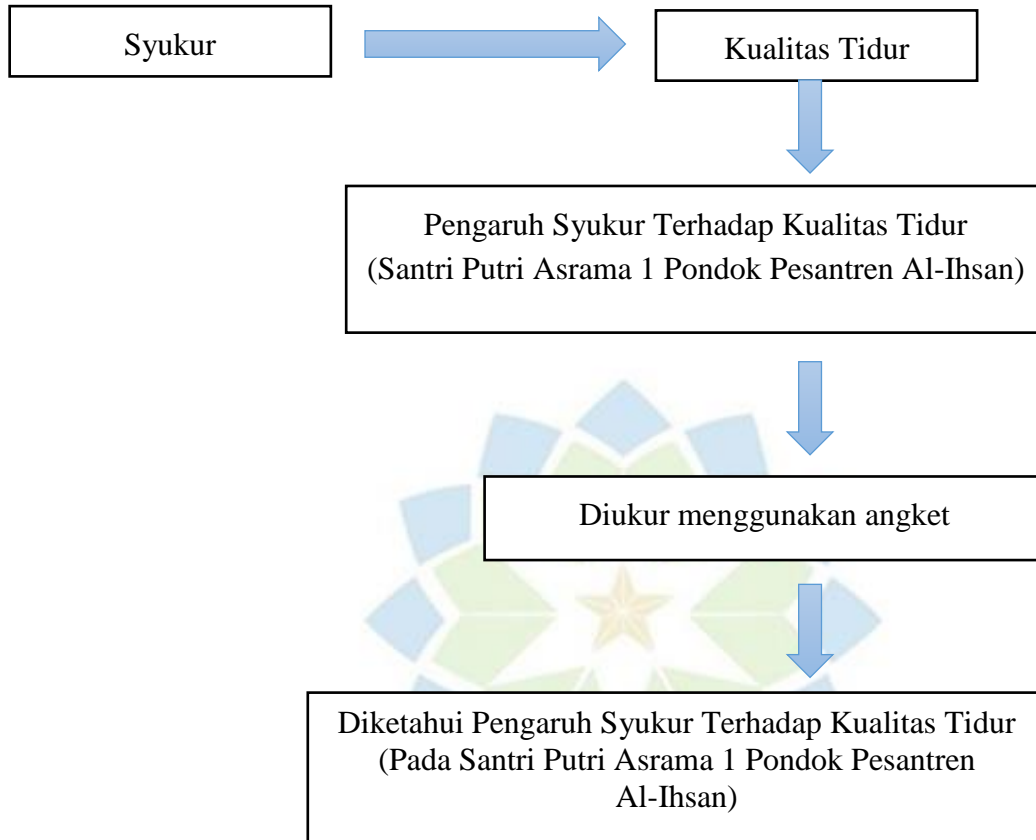 Syukur
Kualitas Tidur
Pengaruh Syukur Terhadap Kualitas Tidur
(Santri Putri Asrama 1 Pondok Pesantren Al-Ihsan)
Diukur menggunakan angket
Diketahui Pengaruh Syukur Terhadap Kualitas Tidur
(Pada Santri Putri Asrama 1 Pondok Pesantren
Al-Ihsan)